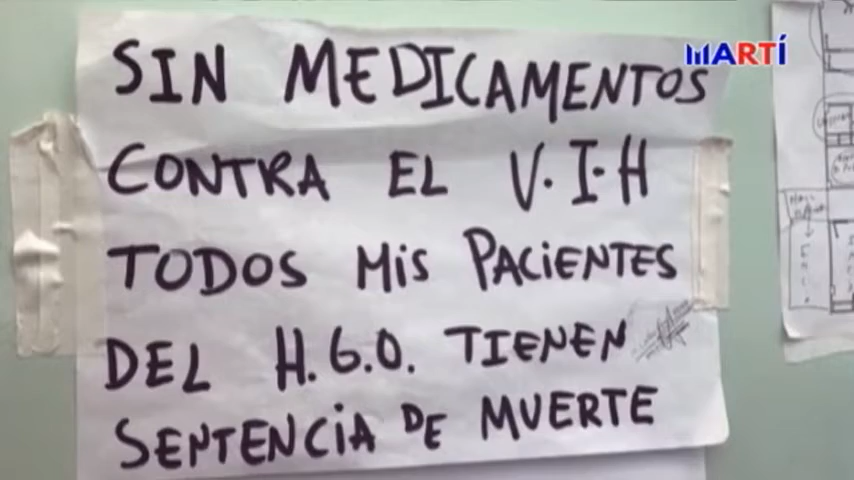 MARTÍ
SIN MEDICAMENTOS
CONTRA EL V.I.H
TODOS MIS PACIENTES
DEL H.G.O. TIENEN
SENTENCIA DE MUERTE